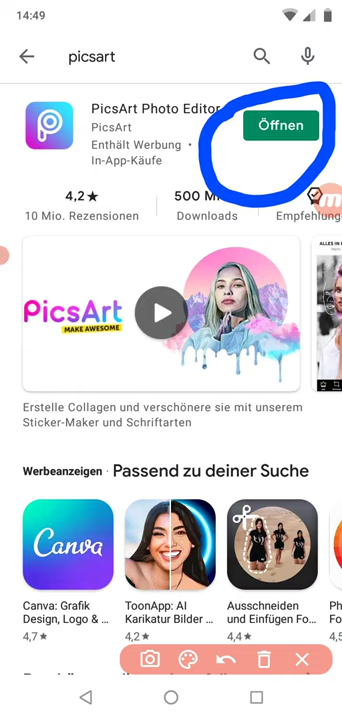 14:49
picsart
PicsArt Photo Editor
PicsArt
Enthält Werbung •
In-App-Käufe
Öffnen
4,2★
10 Mio. Rezensionen
500 M
Downloads
Empfehlung
PicsArt
MAKE AWESOME
ALLES IN
Erstelle Collagen und verschönere sie mit unserem
Sticker-Maker und Schriftarten
Werbeanzeigen · Passend zu deiner Suche
Canva
Canva: Grafik
Design, Logo & …
4,7★
ToonApp: AI
Karikatur Bilder …
4,2★
Ausschneiden
und Einfügen Fo…
4,4★
Ph
Fo
4,5